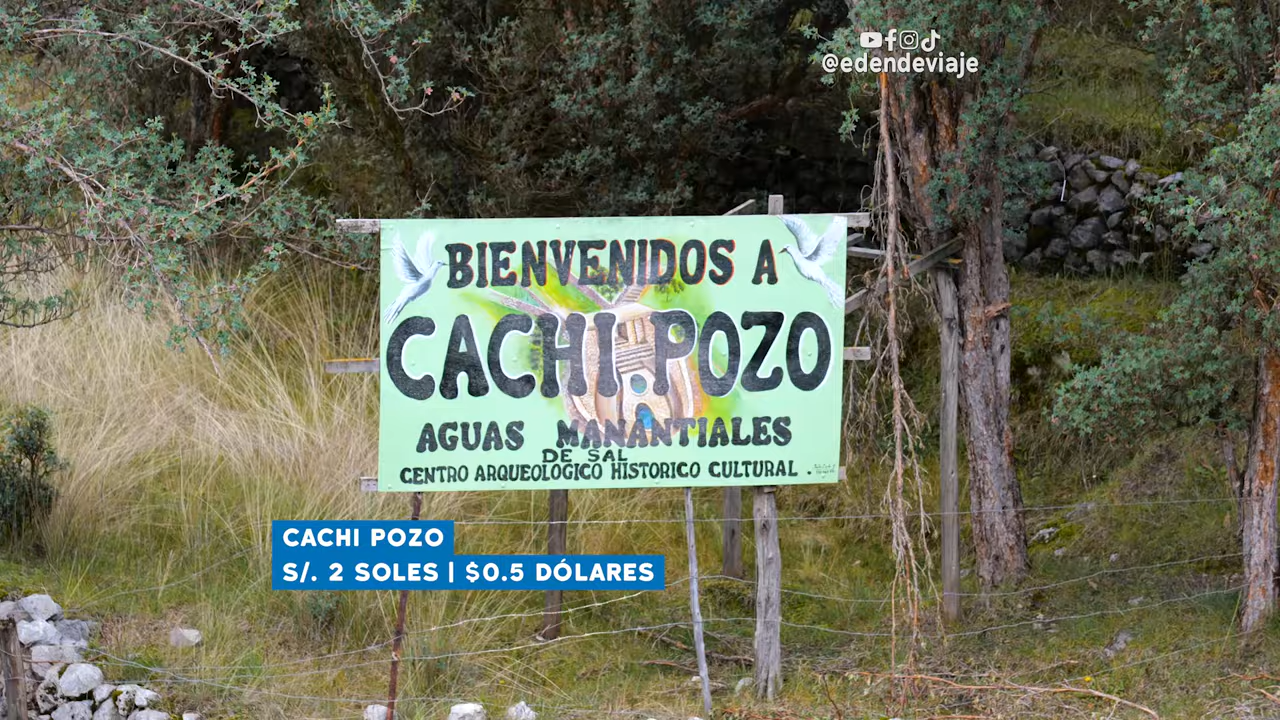 @edendeviaje
BIENVENIDOS A
CACHI POZO
AGUAS MANANTIALES
DE SAL
CENTRO ARQUEOLOGICO HISTORICO CULTURAL .
CACHI POZO
S/. 2 SOLES | $0.5 DÓLARES